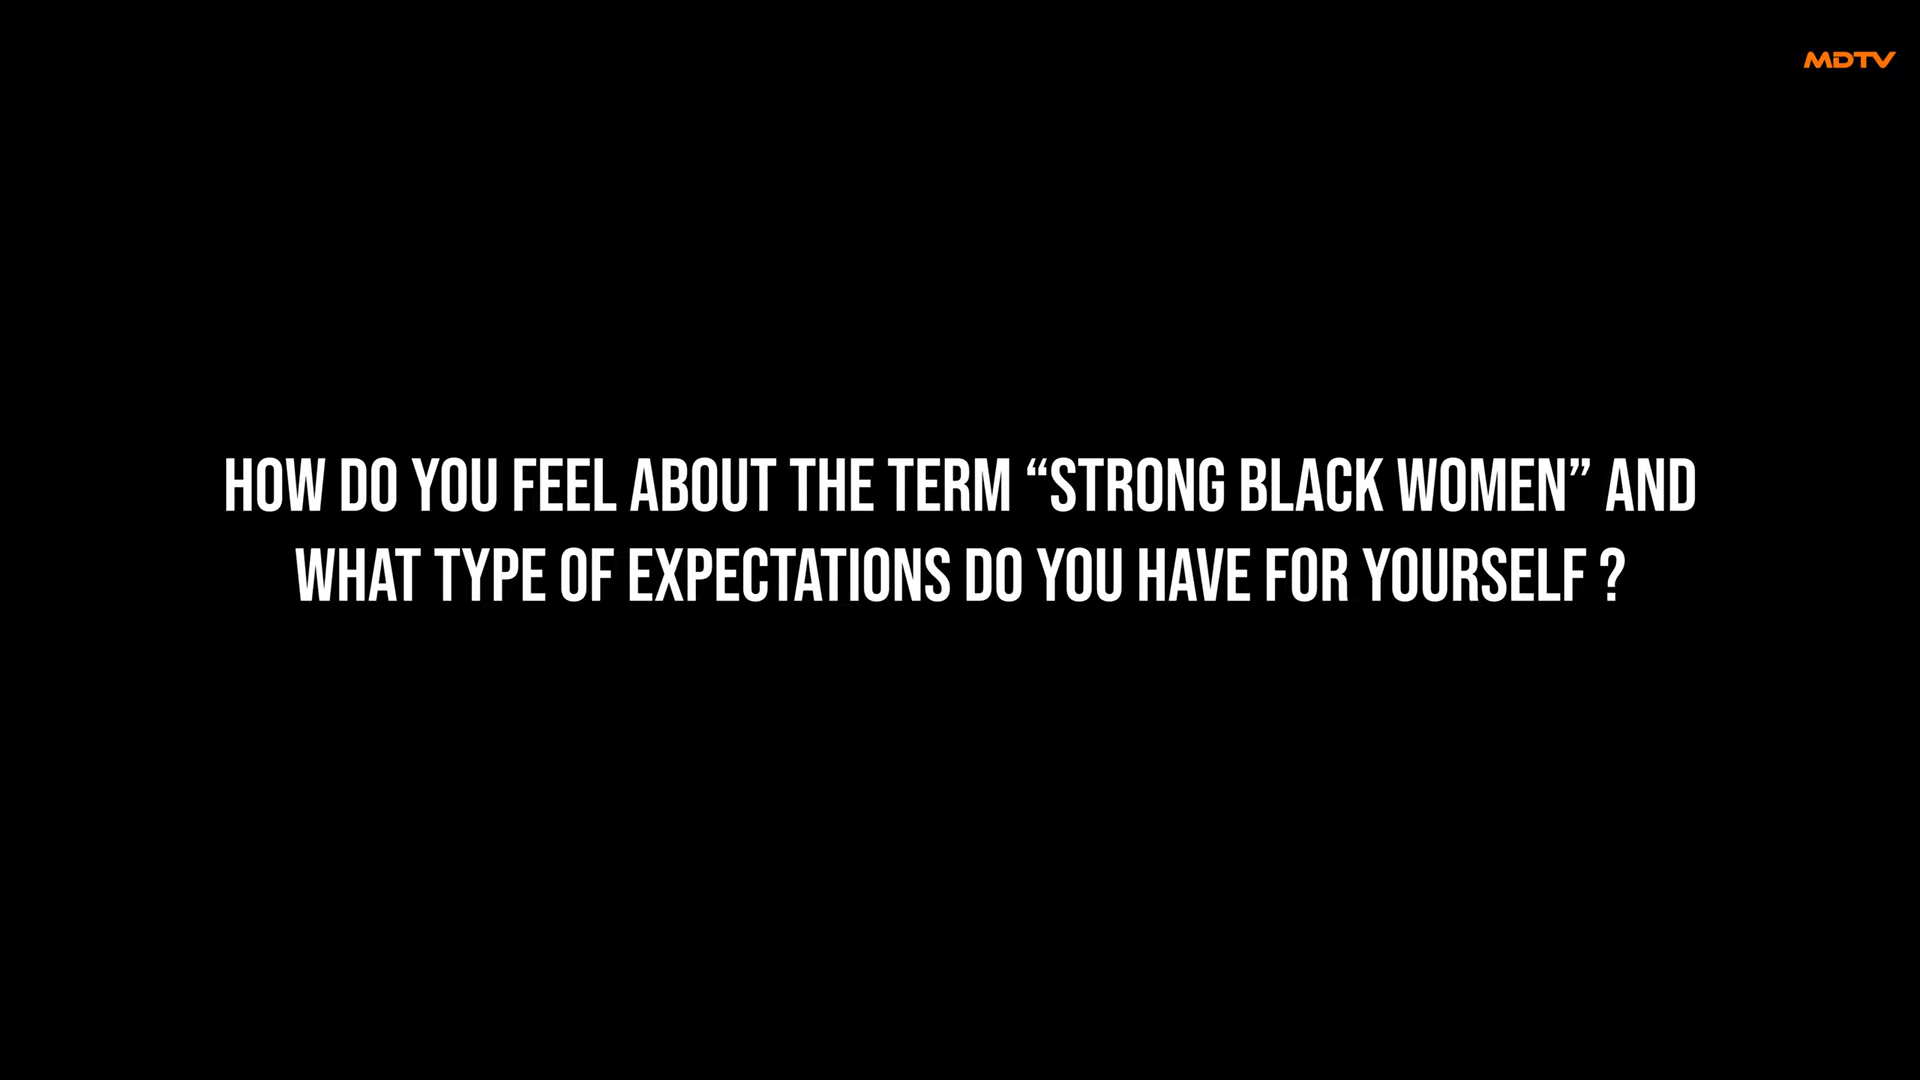 MDTV
HOW DO YOU FEEL ABOUT THE TERM “STRONG BLACK WOMEN” AND
WHAT TYPE OF EXPECTATIONS DO YOU HAVE FOR YOURSELF ?